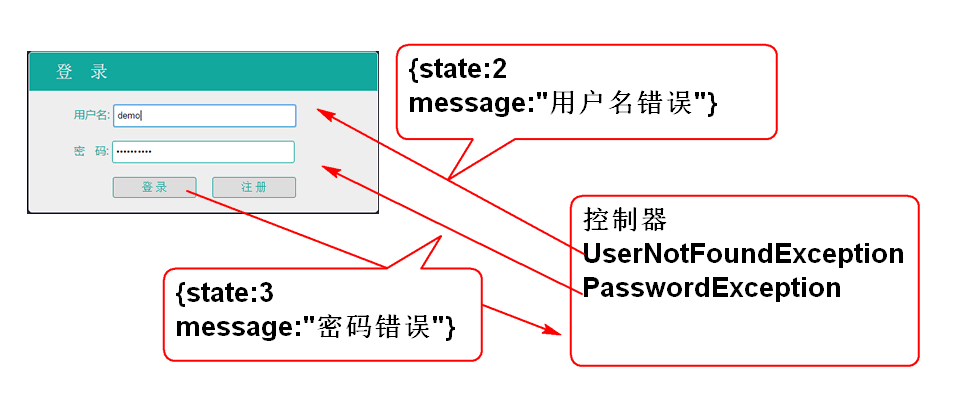 登 录
用户名: demo
密 码: ••••••••••
登 录 注 册
{state:2
message:"用户名错误"}
控制器
UserNotFoundException
PasswordException
{state:3
message:"密码错误"}